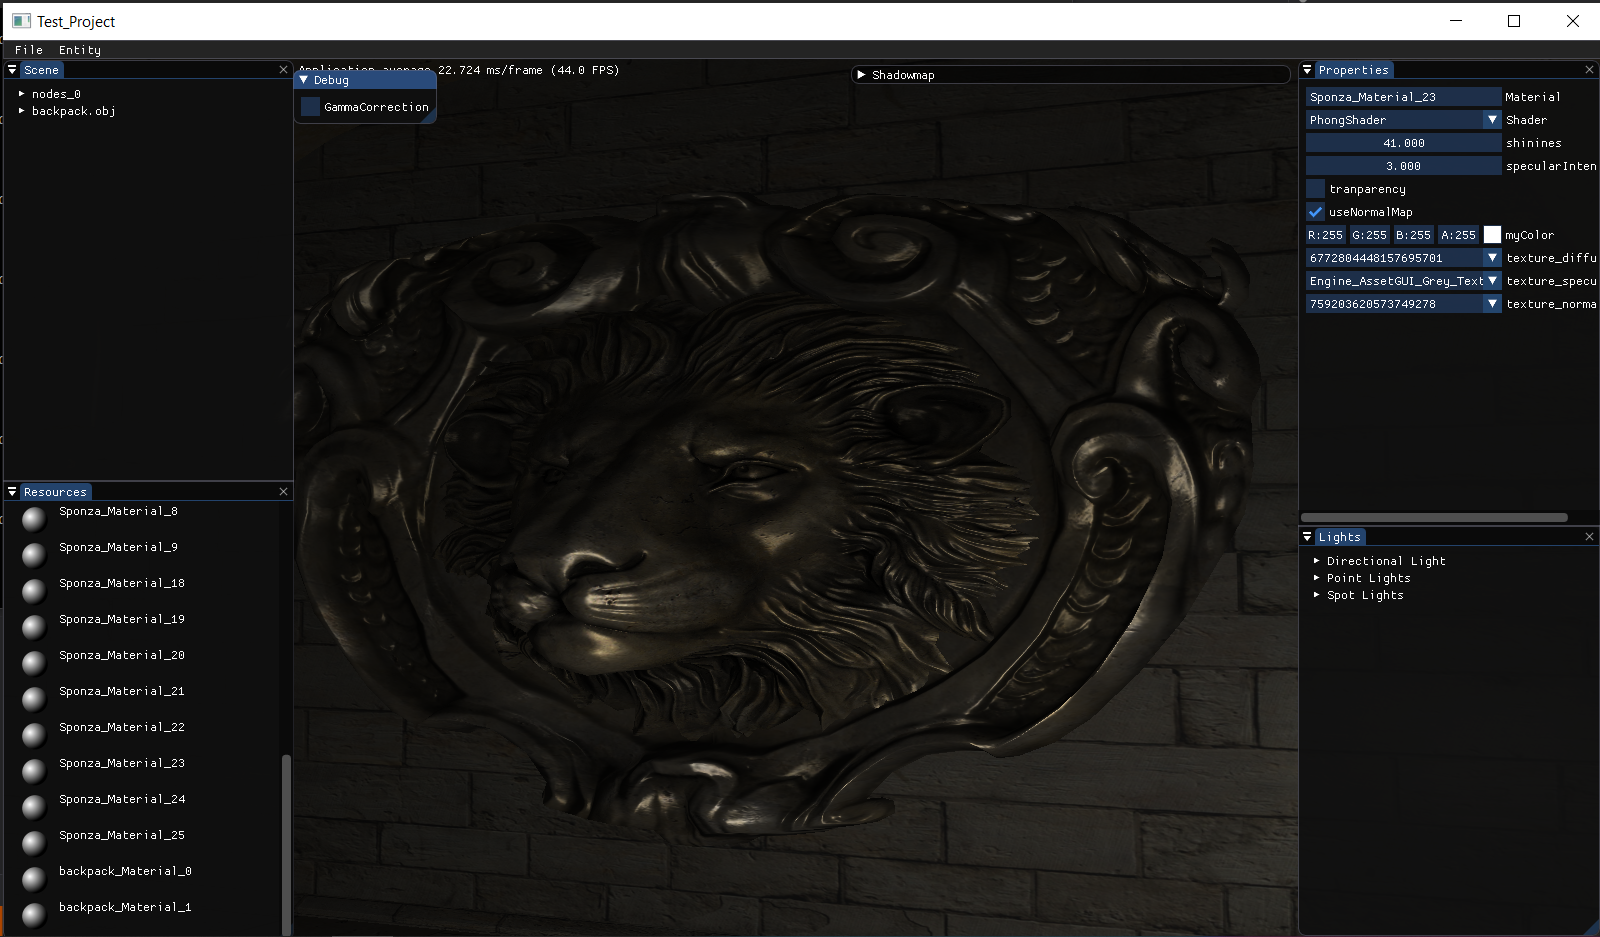 Test_Project
File Entity
Scene
nodes_0
backpack.obj
Application average 22.724 ms/frame (44.0 FPS)
Debug
GammaCorrection
Shadowmap
Properties
Sponza_Material_23 Material
PhongShader Shader
41.000 shinines
3.000 specularInten
tranparency
useNormalMap
R:255 G:255 B:255 A:255 myColor
6772804448157695701 texture_diffu
Engine_AssetGUI_Grey_Text texture_specu
759203620573749278 texture_norma
Resources
Sponza_Material_8
Sponza_Material_9
Sponza_Material_18
Sponza_Material_19
Sponza_Material_20
Sponza_Material_21
Sponza_Material_22
Sponza_Material_23
Sponza_Material_24
Sponza_Material_25
backpack_Material_0
backpack_Material_1
Lights
Directional Light
Point Lights
Spot Lights